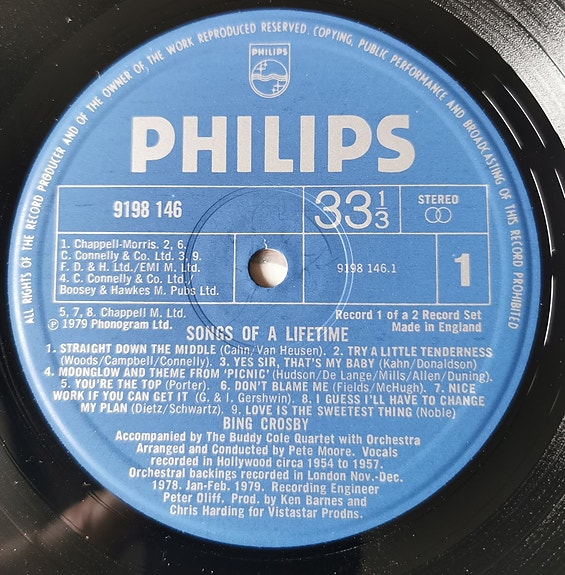 ALL RIGHTS OF THE RECORD PRODUCER AND OF THE OWNER OF THE WORK REPRODUCED RESERVED. COPYING, PUBLIC PERFORMANCE AND BROADCASTING OF THIS RECORD PROHIBITED
PHILIPS
PHILIPS
9198 146
33 1/3
STEREO
1. Chappell-Morris. 2, 6.
C. Connelly & Co. Ltd. 3, 9.
F. D. & H. Ltd./EMI M. Ltd.
4. C. Connelly & Co. Ltd./
Boosey & Hawkes M. Pubs Ltd.
9198 146.1
1
5, 7, 8. Chappell M. Ltd.
℗ 1979 Phonogram Ltd.
Record 1 of a 2 Record Set
Made in England
SONGS OF A LIFETIME
1. STRAIGHT DOWN THE MIDDLE (Cahn/Van Heusen). 2. TRY A LITTLE TENDERNESS
(Woods/Campbell/Connelly). 3. YES SIR, THAT'S MY BABY (Kahn/Donaldson)
4. MOONGLOW AND THEME FROM 'PICNIC' (Hudson/De Lange/Mills/Allen/Duning).
5. YOU'RE THE TOP (Porter). 6. DON'T BLAME ME (Fields/McHugh). 7. NICE
WORK IF YOU CAN GET IT (G. & I. Gershwin). 8. I GUESS I'LL HAVE TO CHANGE
MY PLAN (Dietz/Schwartz). 9. LOVE IS THE SWEETEST THING (Noble)
BING CROSBY
Accompanied by The Buddy Cole Quartet with Orchestra
Arranged and Conducted by Pete Moore. Vocals
recorded in Hollywood circa 1954 to 1957.
Orchestral backings recorded in London Nov.-Dec.
1978. Jan-Feb. 1979. Recording Engineer
Peter Oliff. Prod. by Ken Barnes and
Chris Harding for Vistastar Prodns.